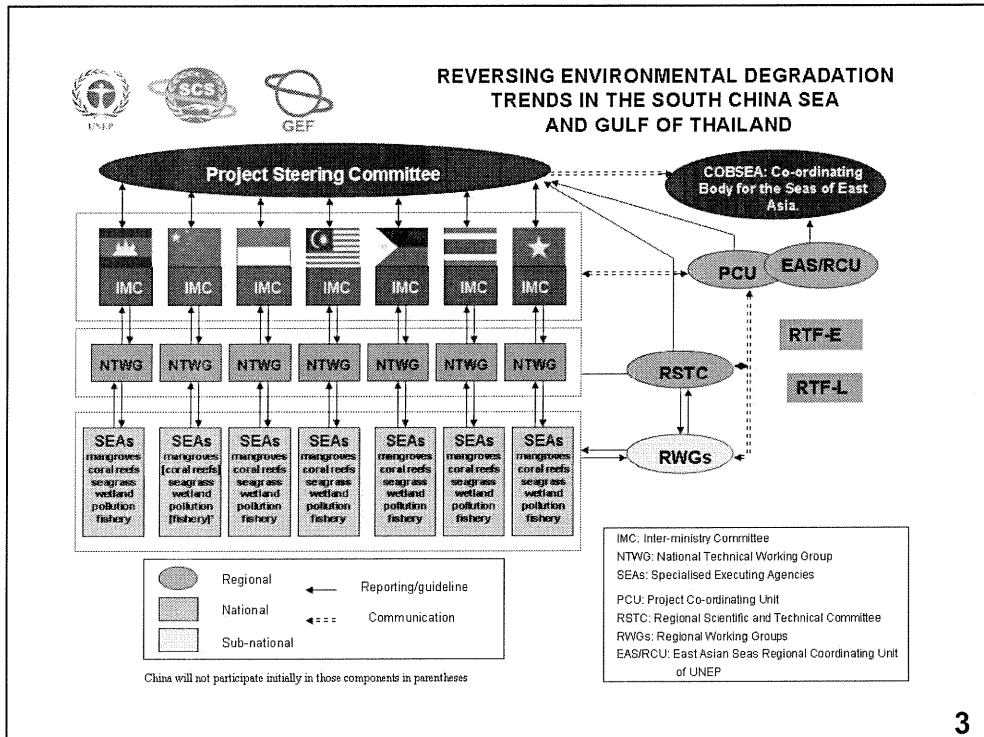 UNEP
SCS
GEF
REVERSING ENVIRONMENTAL DEGRADATION
TRENDS IN THE SOUTH CHINA SEA
AND GULF OF THAILAND
Project Steering Committee
COBSEA: Co-ordinating
Body for the Seas of East
Asia.
IMC IMC IMC IMC IMC IMC IMC
PCU
EAS/RCU
RTF-E
RTF-L
NTWG NTWG NTWG NTWG NTWG NTWG NTWG
RSTC
RWGs
SEAs SEAs SEAs SEAs SEAs SEAs SEAs
mangroves mangroves mangroves mangroves mangroves mangroves mangroves
coral reefs [coral reefs] coral reefs coral reefs coral reefs coral reefs coral reefs
seagrass seagrass seagrass seagrass seagrass seagrass seagrass
wetland wetland wetland wetland wetland wetland wetland
pollution pollution pollution pollution pollution pollution pollution
fishery [fishery]* fishery fishery fishery fishery fishery
Regional
National
Sub-national
Reporting/guideline
Communication
IMC: Inter-ministry Committee
NTWG: National Technical Working Group
SEAs: Specialised Executing Agencies
PCU: Project Co-ordinating Unit
RSTC: Regional Scientific and Technical Committee
RWGs: Regional Working Groups
EAS/RCU: East Asian Seas Regional Coordinating Unit
of UNEP
China will not participate initially in those components in parentheses
3